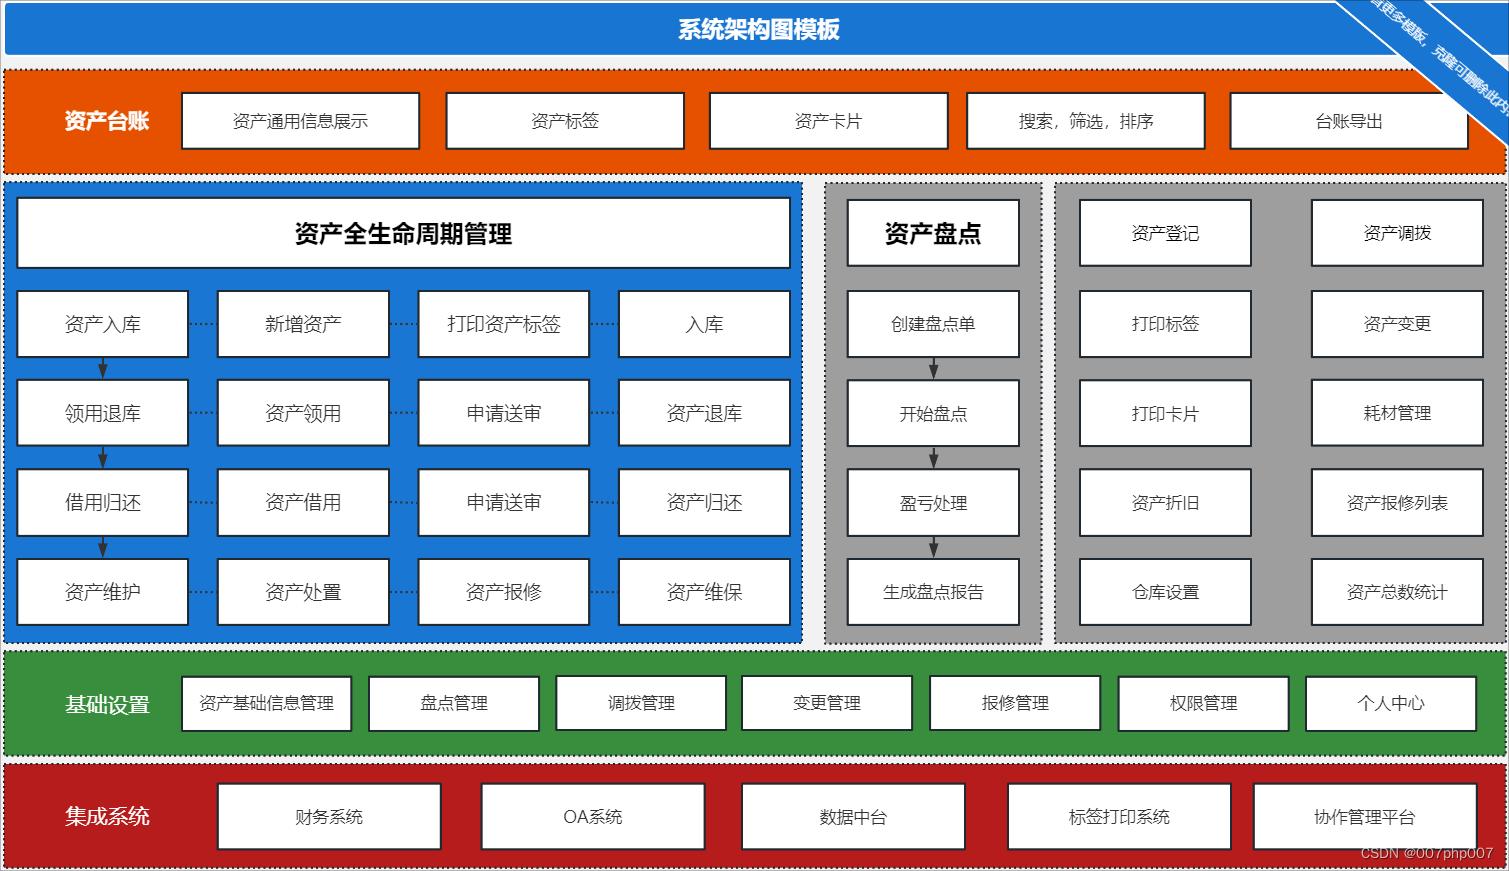 系统架构图模板
看更多模版，克隆可删除此内
资产台账
资产通用信息展示
资产标签
资产卡片
搜索，筛选，排序
台账导出
资产全生命周期管理
资产入库
新增资产
打印资产标签
入库
领用退库
资产领用
申请送审
资产退库
借用归还
资产借用
申请送审
资产归还
资产维护
资产处置
资产报修
资产维保
资产盘点
创建盘点单
开始盘点
盈亏处理
生成盘点报告
资产登记
资产调拨
打印标签
资产变更
打印卡片
耗材管理
资产折旧
资产报修列表
仓库设置
资产总数统计
基础设置
资产基础信息管理
盘点管理
调拨管理
变更管理
报修管理
权限管理
个人中心
集成系统
财务系统
OA系统
数据中台
标签打印系统
协作管理平台
CSDN @007php007